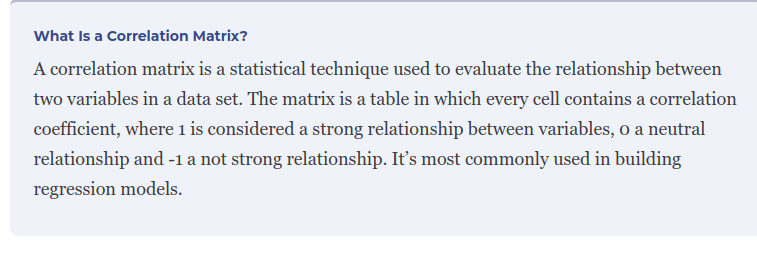 What Is a Correlation Matrix?
A correlation matrix is a statistical technique used to evaluate the relationship between
two variables in a data set. The matrix is a table in which every cell contains a correlation
coefficient, where 1 is considered a strong relationship between variables, 0 a neutral
relationship and -1 a not strong relationship. It’s most commonly used in building
regression models.